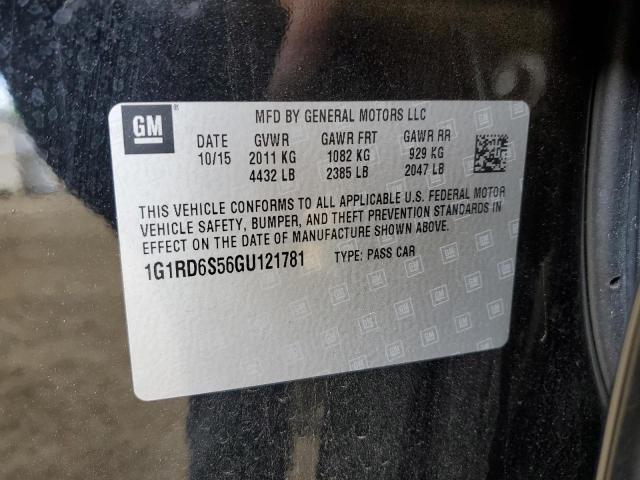 GM ® MFD BY GENERAL MOTORS LLC
DATE GVWR GAWR FRT GAWR RR
10/15 2011 KG 1082 KG 929 KG
4432 LB 2385 LB 2047 LB
THIS VEHICLE CONFORMS TO ALL APPLICABLE U.S. FEDERAL MOTOR
VEHICLE SAFETY, BUMPER, AND THEFT PREVENTION STANDARDS IN
EFFECT ON THE DATE OF MANUFACTURE SHOWN ABOVE.
1G1RD6S56GU121781 TYPE: PASS CAR